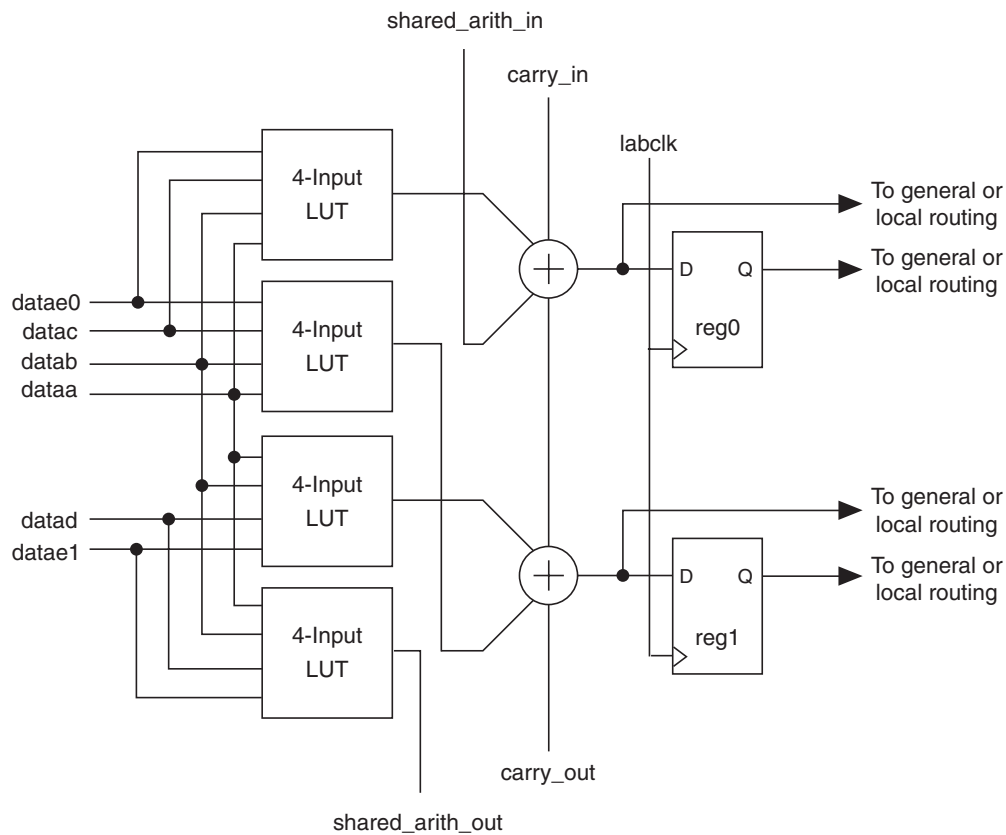 shared_arith_in
carry_in
labclk
4-Input
LUT
To general or
local routing
D Q
To general or
local routing
reg0
datae0
datac
datab
dataa
4-Input
LUT
4-Input
LUT
datad
datae1
To general or
local routing
D Q
To general or
local routing
reg1
4-Input
LUT
carry_out
shared_arith_out